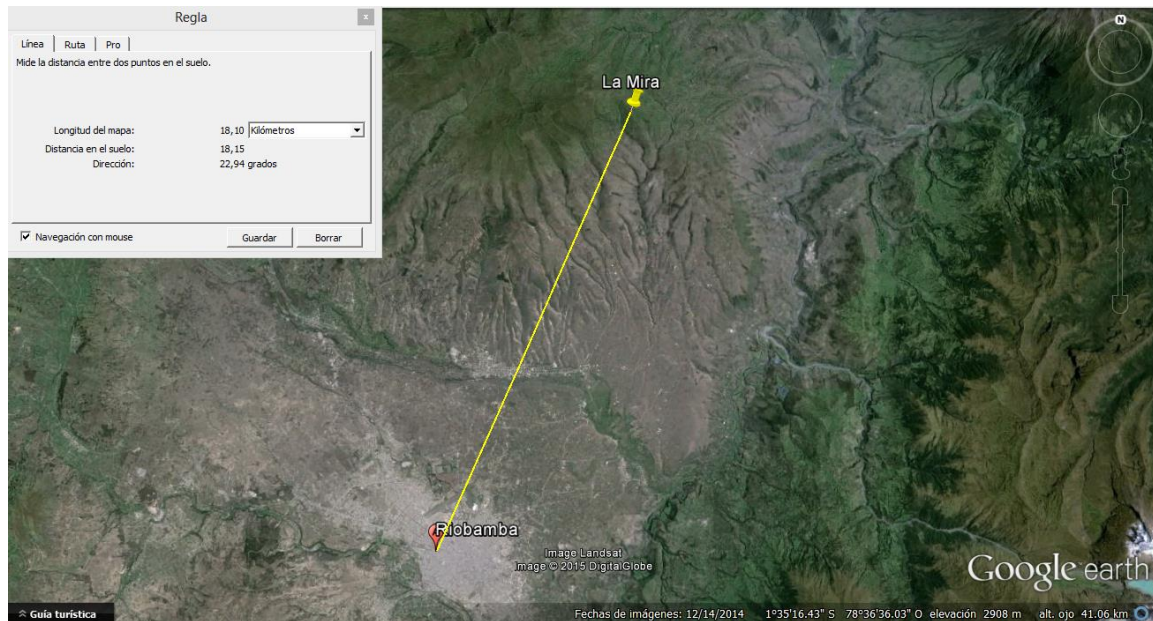 Regla
x
Línea Ruta Pro
Mide la distancia entre dos puntos en el suelo.
Longitud del mapa: 18,10 Kilómetros
Distancia en el suelo: 18,15
Dirección: 22,94 grados
Navegación con mouse Guardar Borrar
N
La Mira
Riobamba
Image Landsat
Image © 2015 DigitalGlobe
Google earth
Guía turística
Fechas de imágenes: 12/14/2014 1°35'16.43" S 78°36'36.03" O elevación 2908 m alt. ojo 41.06 km